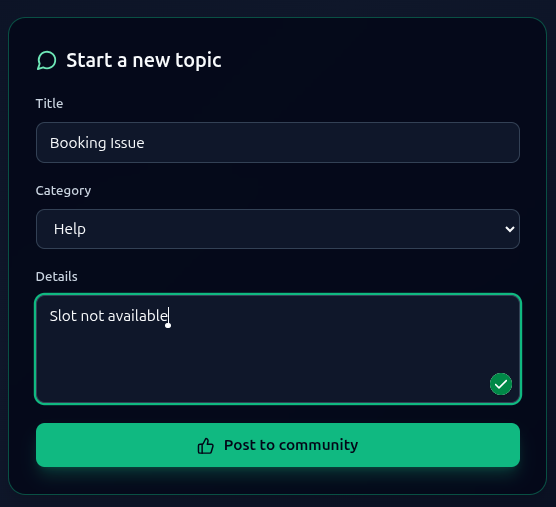 Start a new topic
Title
Booking Issue
Category
Help
Details
Slot not available
Post to community